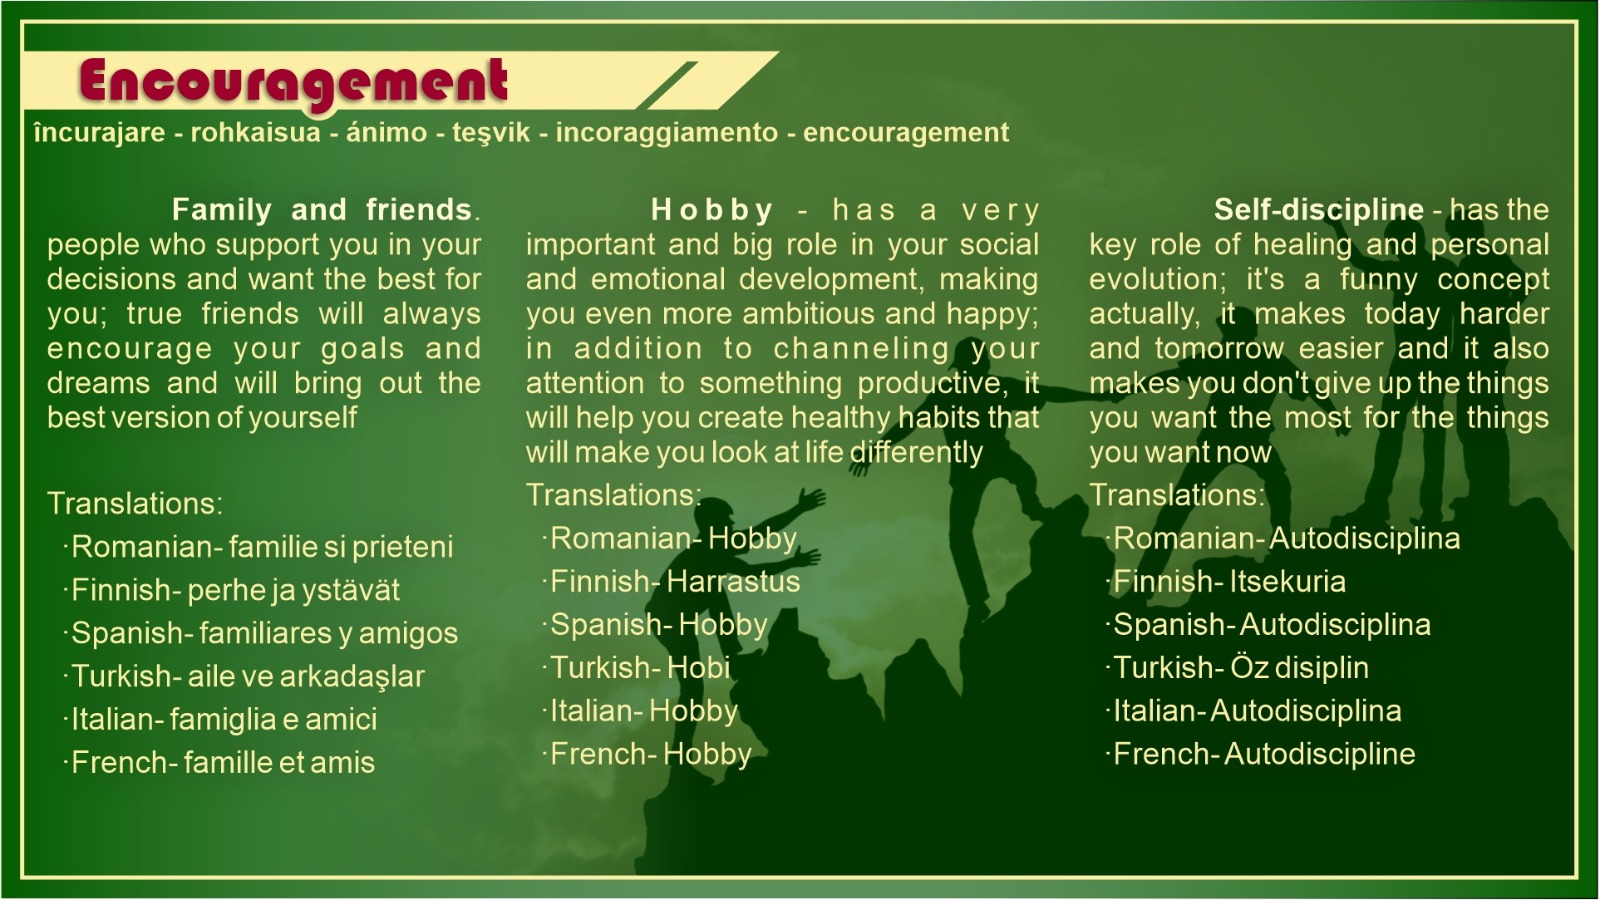 Encouragement
încurajare - rohkaisua - ánimo - teşvik - incoraggiamento - encouragement
Family and friends.
people who support you in your
decisions and want the best for
you; true friends will always
encourage your goals and
dreams and will bring out the
best version of yourself
Translations:
·Romanian- familie si prieteni
·Finnish- perhe ja ystävät
·Spanish- familiares y amigos
·Turkish- aile ve arkadaşlar
·Italian- famiglia e amici
·French- famille et amis
Hobby - has a very
important and big role in your social
and emotional development, making
you even more ambitious and happy;
in addition to channeling your
attention to something productive, it
will help you create healthy habits that
will make you look at life differently
Translations:
·Romanian- Hobby
·Finnish- Harrastus
·Spanish- Hobby
·Turkish- Hobi
·Italian- Hobby
·French- Hobby
Self-discipline - has the
key role of healing and personal
evolution; it's a funny concept
actually, it makes today harder
and tomorrow easier and it also
makes you don't give up the things
you want the most for the things
you want now
Translations:
·Romanian- Autodisciplina
·Finnish- Itsekuria
·Spanish- Autodisciplina
·Turkish- Öz disiplin
·Italian- Autodisciplina
·French- Autodiscipline